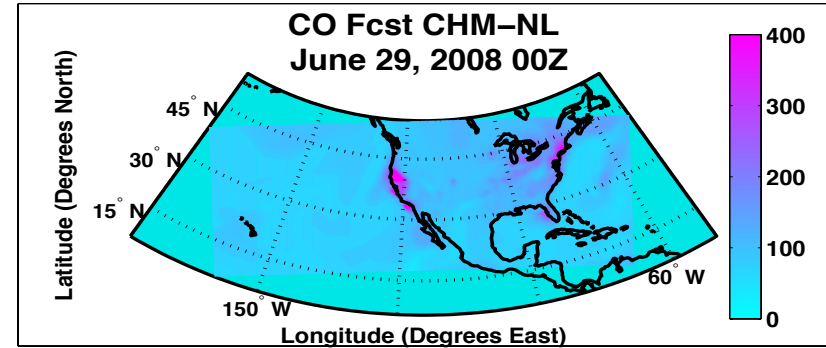 CO Fcst CHM−NL
June 29, 2008 00Z
Latitude (Degrees North)
45° N
30° N
15° N
150° W
60° W
Longitude (Degrees East)
400
300
200
100
0